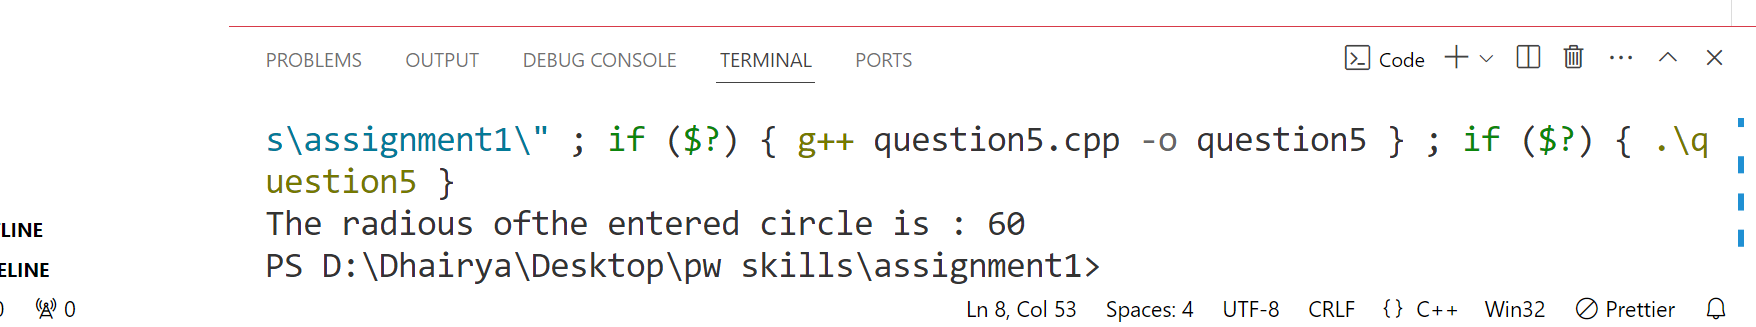 PROBLEMS OUTPUT DEBUG CONSOLE TERMINAL PORTS Code
s\assignment1\" ; if ($?) { g++ question5.cpp -o question5 } ; if ($?) { .\q
uestion5 }
The radious ofthe entered circle is : 60
PS D:\Dhairya\Desktop\pw skills\assignment1>
LINE
ELINE
0 Ln 8, Col 53 Spaces: 4 UTF-8 CRLF {} C++ Win32 Prettier